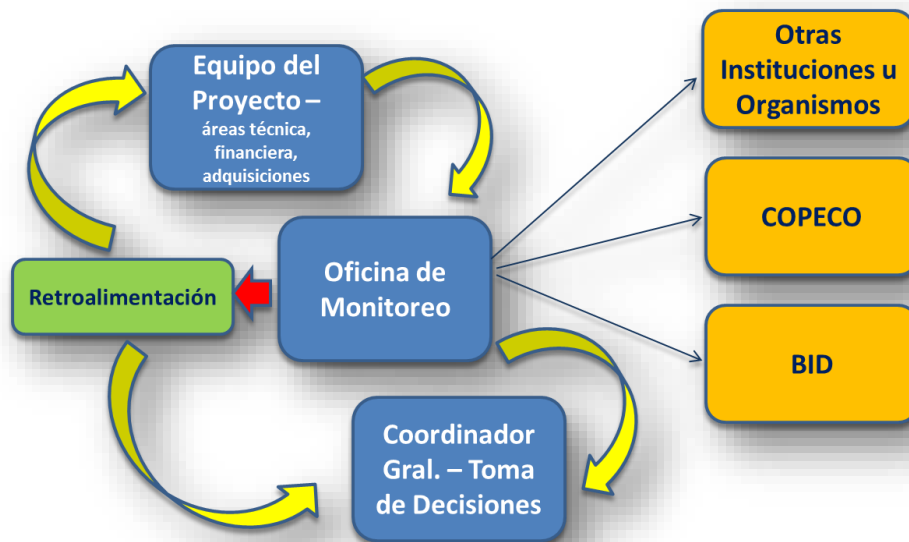 Equipo del
Proyecto –
áreas técnica,
financiera,
adquisiciones
Otras
Instituciones u
Organismos
COPECO
Oficina de
Monitoreo
Retroalimentación
BID
Coordinador
Gral. – Toma
de Decisiones